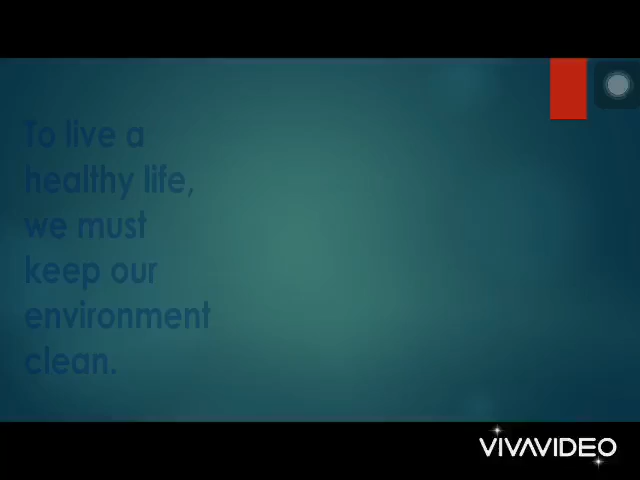 To live a
healthy life,
we must
keep our
environment
clean.
VIVAVIDEO